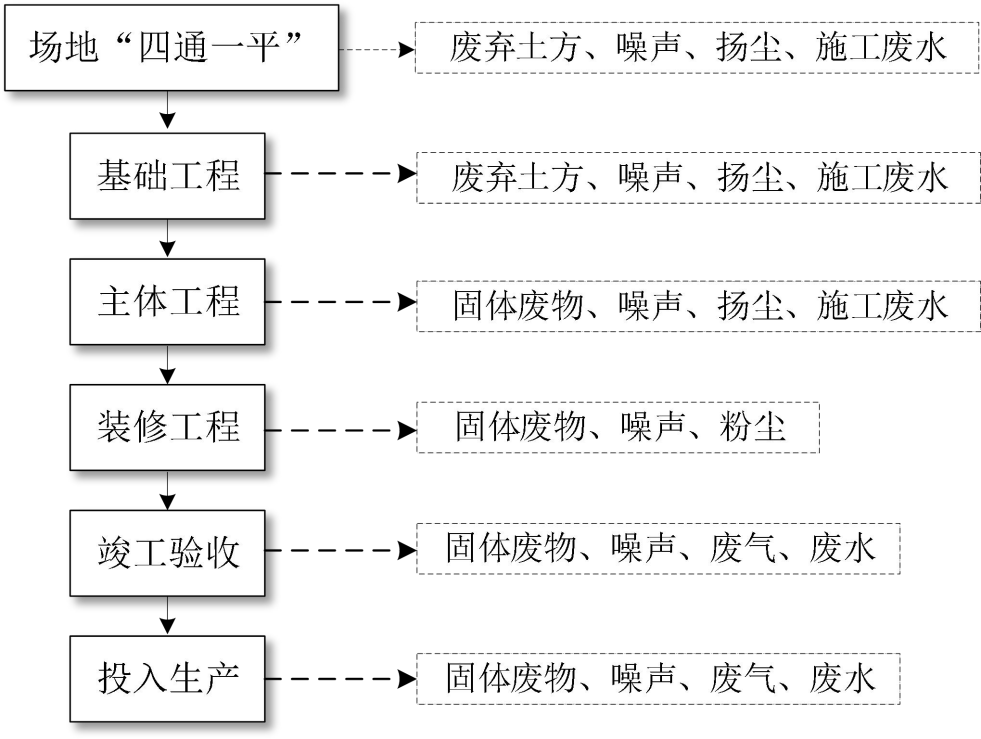 场地“四通一平”
废弃土方、噪声、扬尘、施工废水
基础工程
废弃土方、噪声、扬尘、施工废水
主体工程
固体废物、噪声、扬尘、施工废水
装修工程
固体废物、噪声、粉尘
竣工验收
固体废物、噪声、废气、废水
投入生产
固体废物、噪声、废气、废水